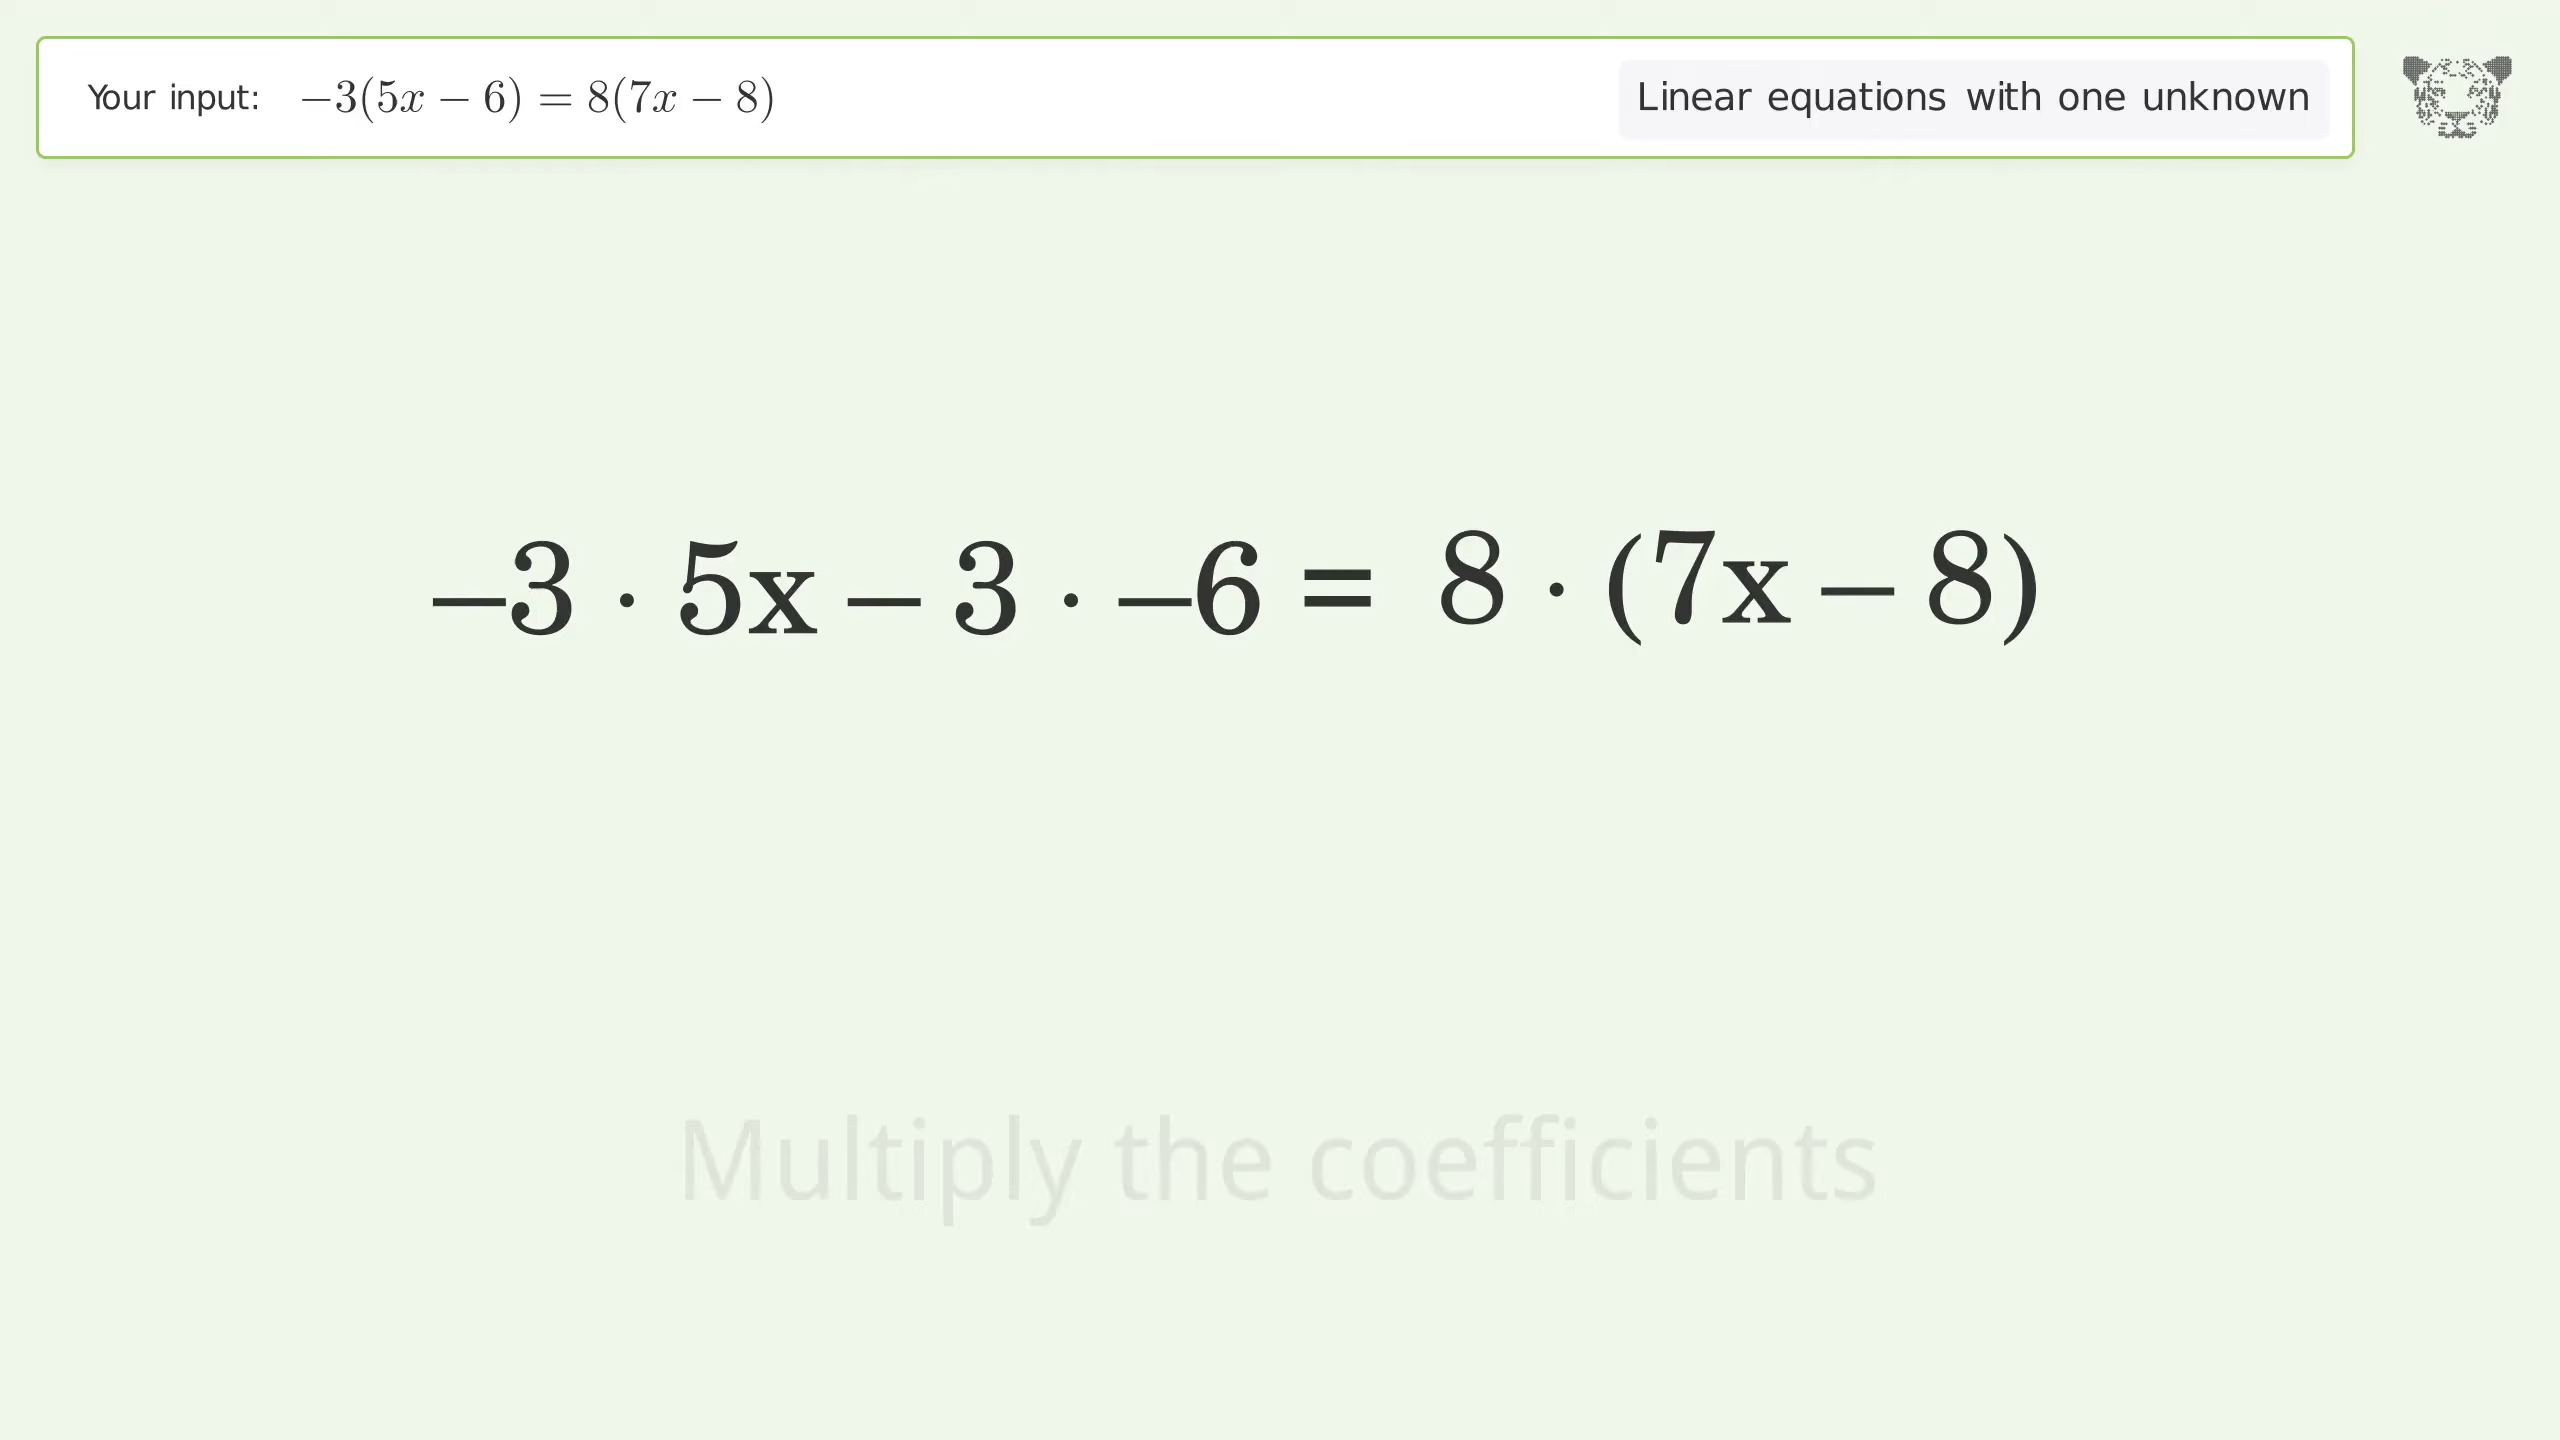 Your input: −3(5x − 6) = 8(7x − 8)
Linear equations with one unknown
−3 · 5x − 3 · −6 = 8 · (7x − 8)
Multiply the coefficients